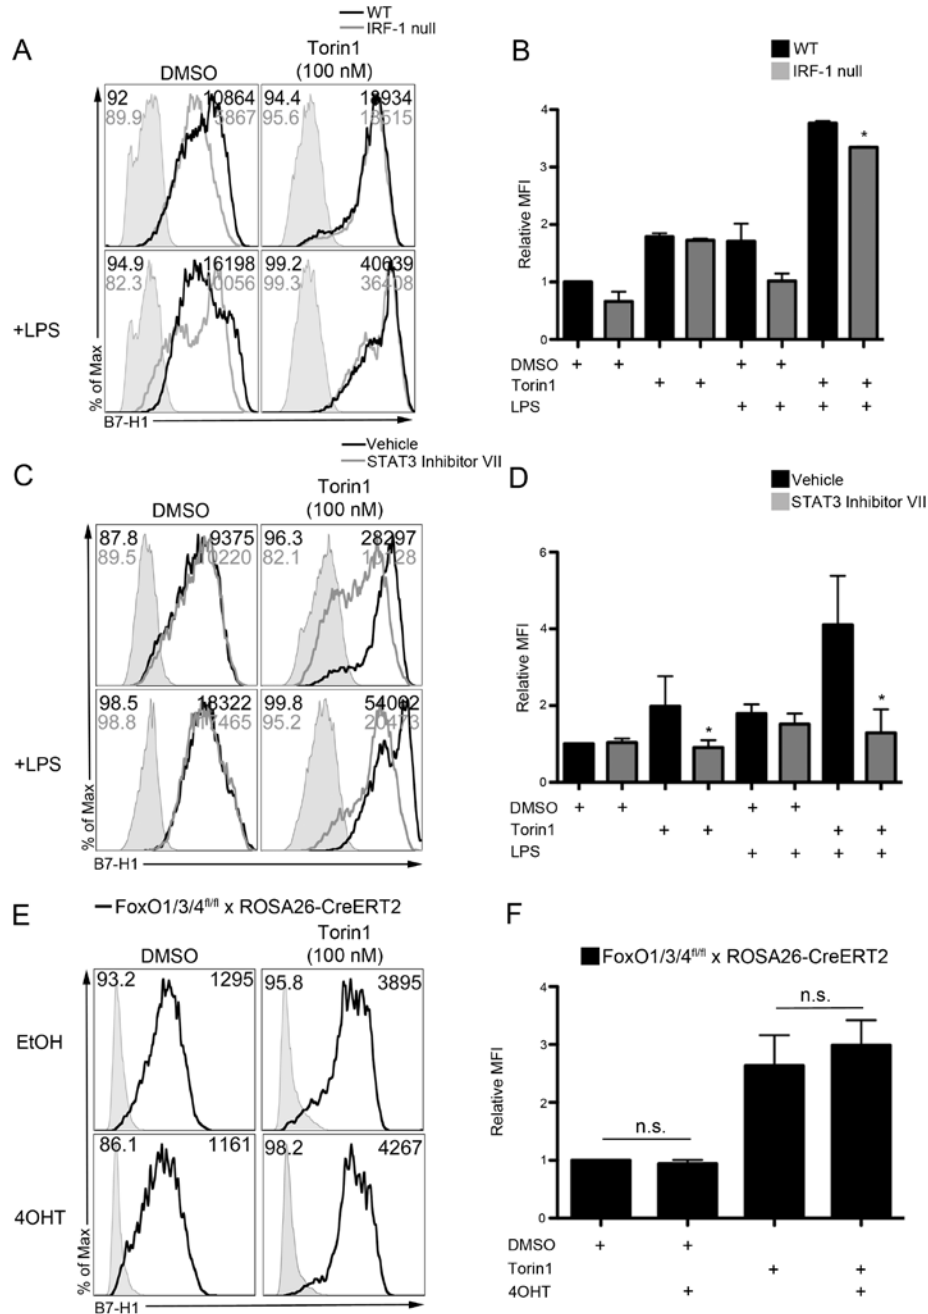 A
WT
IRF-1 null
DMSO
Torin1
(100 nM)
92 10864
89.9 5867
94.4 18934
95.6 18615
+LPS
94.9 16198
82.3 10056
99.2 40639
99.3 36408
% of Max
B7-H1
B
WT
IRF-1 null
Relative MFI
4
3
2
1
0
DMSO + + + +
Torin1 + + + +
LPS + + + +
*
C
Vehicle
STAT3 Inhibitor VII
DMSO
Torin1
(100 nM)
87.8 9375
89.5 10220
96.3 28297
82.1
+LPS
98.5 18322
98.8 17465
99.8 54062
95.2 20473
% of Max
B7-H1
D
Vehicle
STAT3 Inhibitor VII
Relative MFI
6
4
2
0
*
*
DMSO + + + +
Torin1 + + + +
LPS + + + +
E
FoxO1/3/4fl/fl x ROSA26-CreERT2
DMSO
Torin1
(100 nM)
EtOH
93.2 1295
95.8 3895
4OHT
86.1 1161
98.2 4267
% of Max
B7-H1
F
FoxO1/3/4fl/fl x ROSA26-CreERT2
Relative MFI
4
3
2
1
0
n.s.
n.s.
DMSO + +
Torin1 + +
4OHT + +